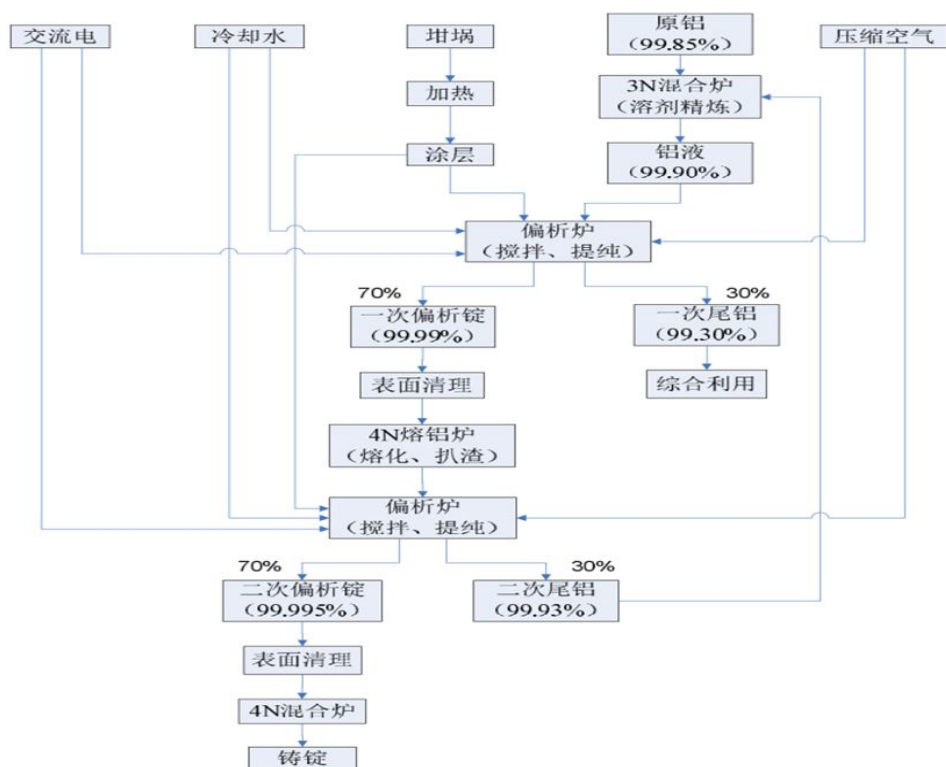 交流电
冷却水
坩埚
原铝
(99.85%)
压缩空气
加热
3N混合炉
(溶剂精炼)
涂层
铝液
(99.90%)
偏析炉
(搅拌、提纯)
70%
30%
一次偏析锭
(99.99%)
一次尾铝
(99.30%)
表面清理
综合利用
4N熔铝炉
(熔化、扒渣)
偏析炉
(搅拌、提纯)
70%
30%
二次偏析锭
(99.995%)
二次尾铝
(99.93%)
表面清理
4N混合炉
铸锭